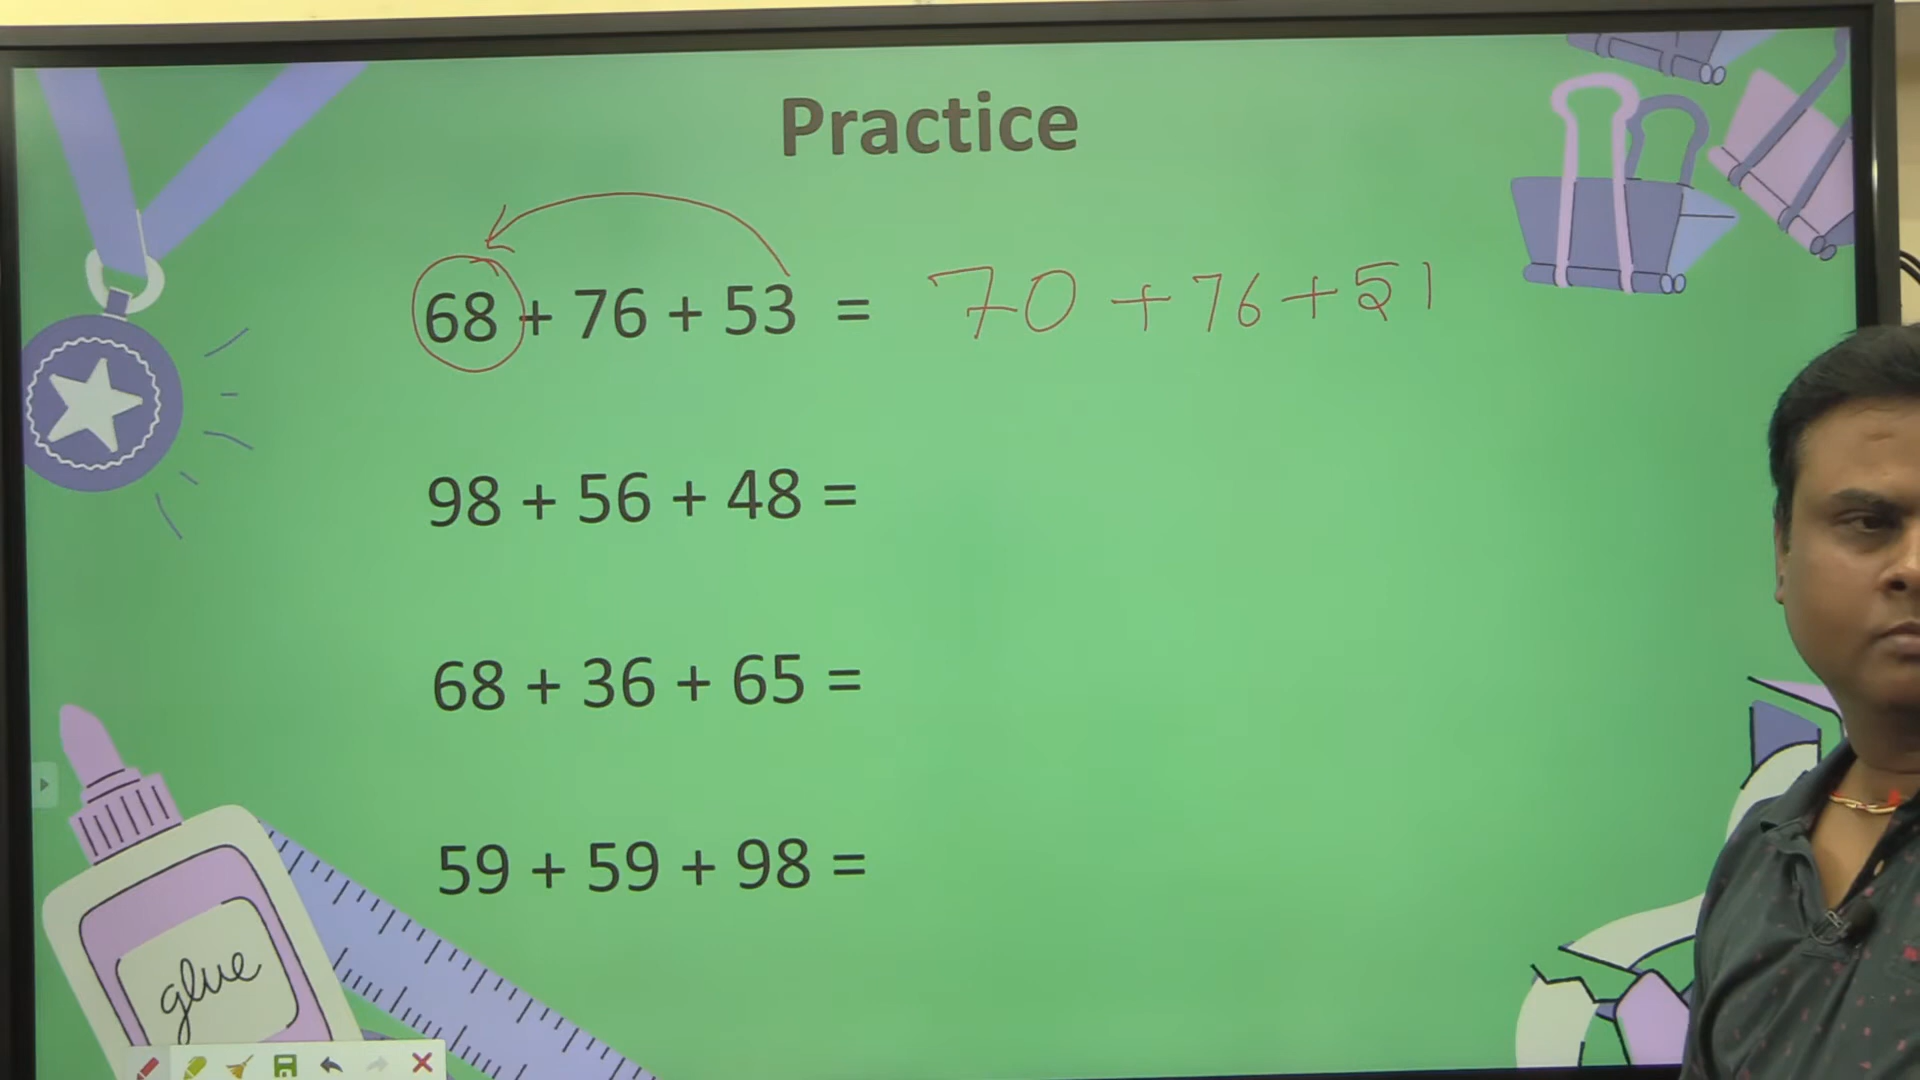 Practice
68 + 76 + 53 = 70 + 76 + 51
98 + 56 + 48 =
68 + 36 + 65 =
59 + 59 + 98 =
glue